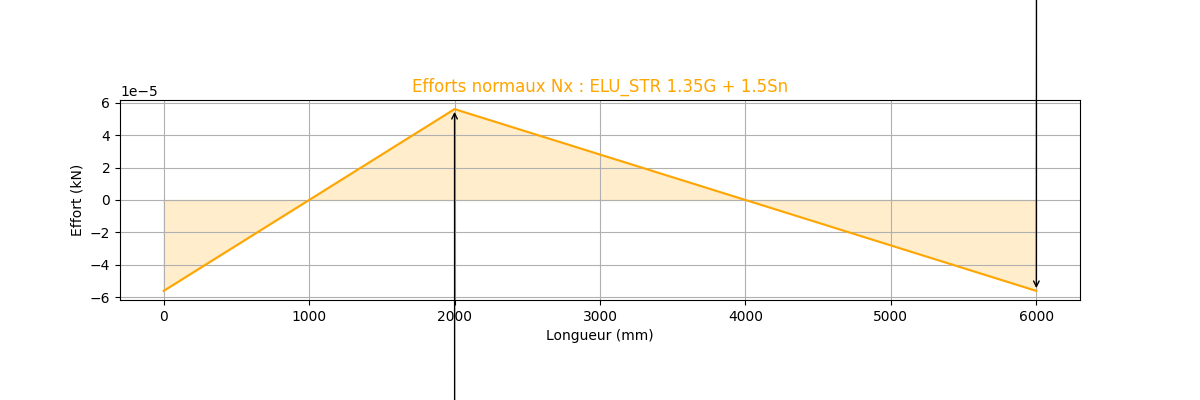 Efforts normaux Nx : ELU_STR 1.35G + 1.5Sn
1e−5
6
4
2
0
−2
−4
−6
Effort (kN)
0 1000 2000 3000 4000 5000 6000
Longueur (mm)